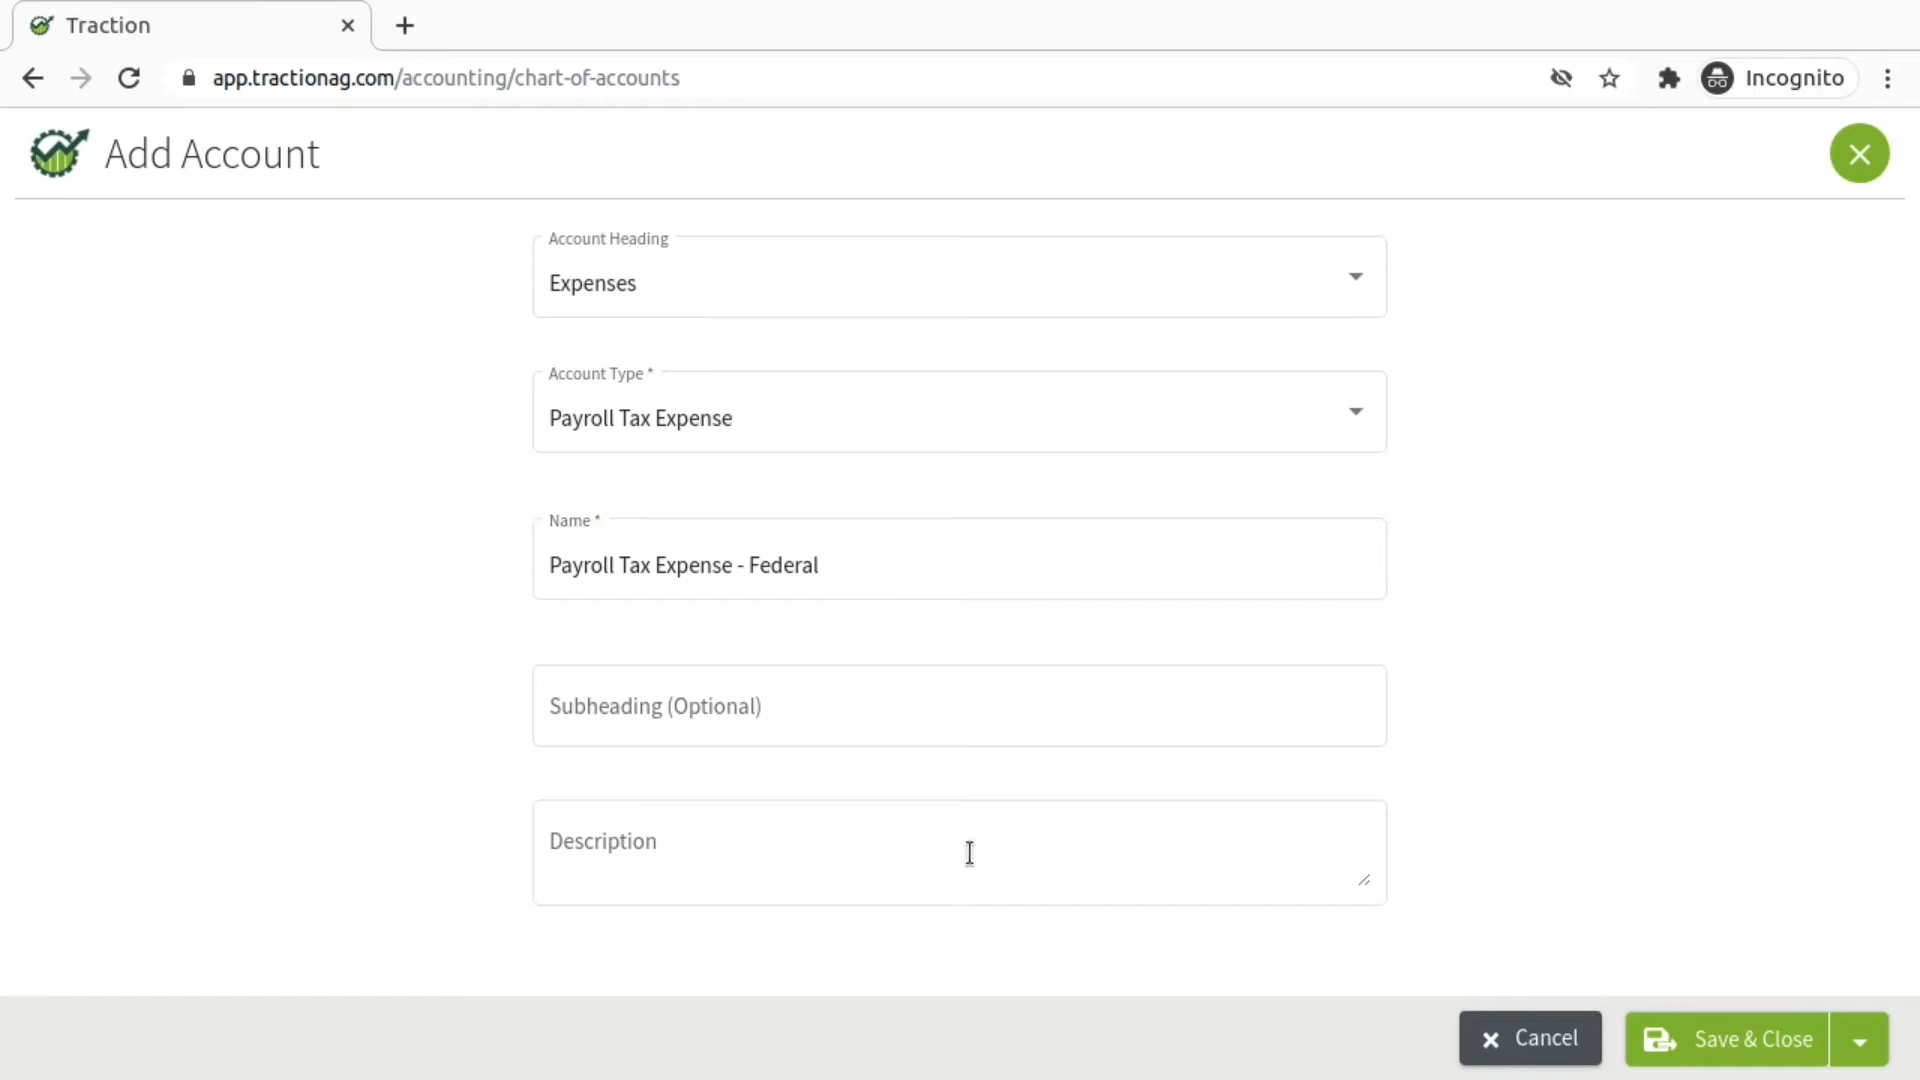 Traction
app.tractionag.com/accounting/chart-of-accounts
Incognito
Add Account
Account Heading
Expenses
Account Type *
Payroll Tax Expense
Name *
Payroll Tax Expense - Federal
Subheading (Optional)
Description
Cancel
Save & Close